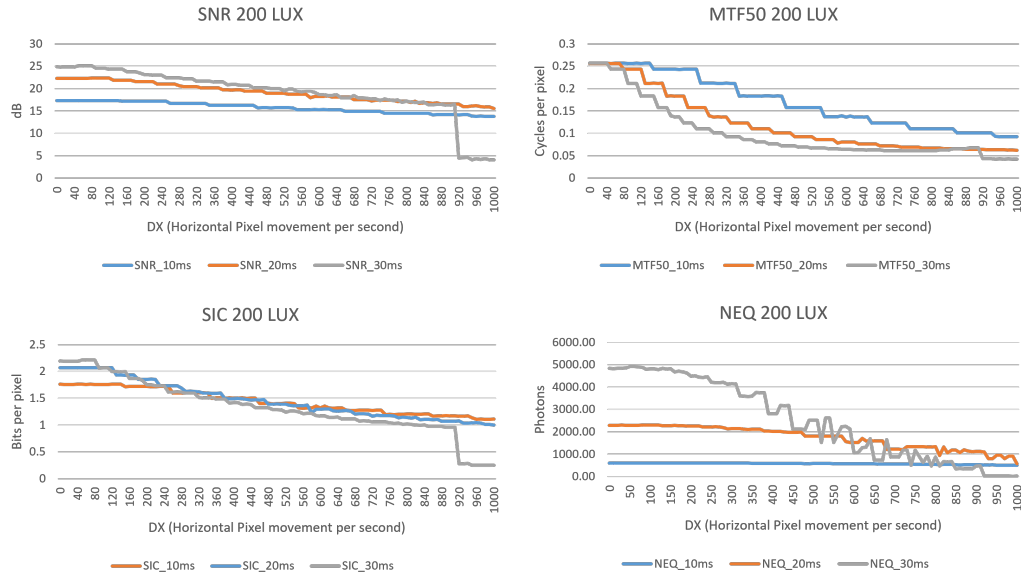 SNR 200 LUX
30
25
20
15
10
5
0
dB
0 40 80 120 160 200 240 280 320 360 400 440 480 520 560 600 640 680 720 760 800 840 880 920 960 1000
DX (Horizontal Pixel movement per second)
SNR_10ms SNR_20ms SNR_30ms
MTF50 200 LUX
0.3
0.25
0.2
0.15
0.1
0.05
0
Cycles per pixel
0 40 80 120 160 200 240 280 320 360 400 440 480 520 560 600 640 680 720 760 800 840 880 920 960 1000
DX (Horizontal Pixel movement per second)
MTF50_10ms MTF50_20ms MTF50_30ms
SIC 200 LUX
2.5
2
1.5
1
0.5
0
Bits per pixel
0 40 80 120 160 200 240 280 320 360 400 440 480 520 560 600 640 680 720 760 800 840 880 920 960 1000
DX (Horizontal Pixel movement per second)
SIC_10ms SIC_20ms SIC_30ms
NEQ 200 LUX
6000.00
5000.00
4000.00
3000.00
2000.00
1000.00
0.00
Photons
0 50 100 150 200 250 300 350 400 450 500 550 600 650 700 750 800 850 900 950 1000
DX (Horizontal Pixel movement per second)
NEQ_10ms NEQ_20ms NEQ_30ms